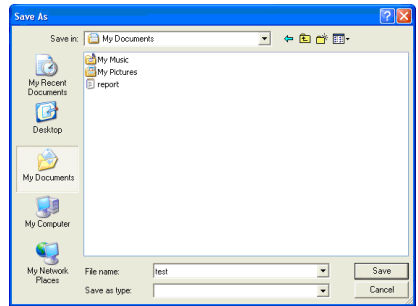 Save As
Save in: My Documents
My Music
My Pictures
report
My Recent
Documents
Desktop
My Documents
My Computer
My Network
Places
File name: test Save
Save as type: Cancel